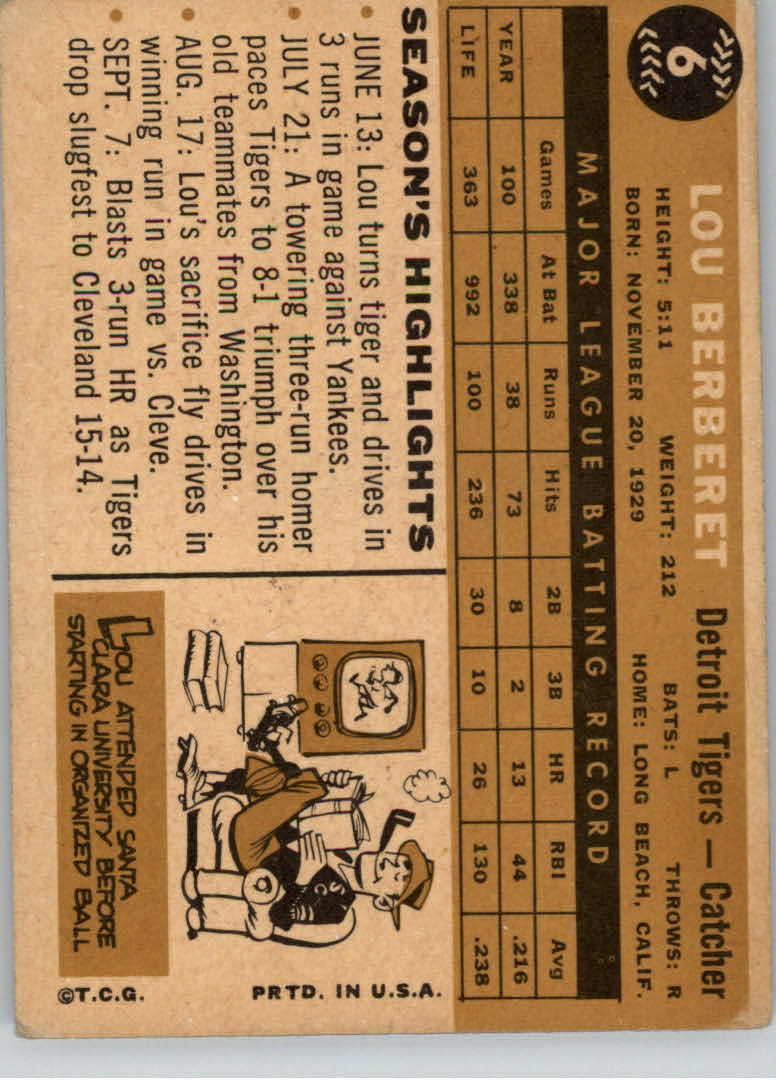 6
LOU BERBERET Detroit Tigers — Catcher
HEIGHT: 5:11 WEIGHT: 212 BATS: L THROWS: R
BORN: NOVEMBER 20, 1929 HOME: LONG BEACH, CALIF.
MAJOR LEAGUE BATTING RECORD
Games At Bat Runs Hits 2B 3B HR RBI Avg
YEAR 100 338 38 73 8 2 13 44 .216
LIFE 363 992 100 236 30 10 26 130 .238
SEASON'S HIGHLIGHTS
• JUNE 13: Lou turns tiger and drives in
3 runs in game against Yankees.
• JULY 21: A towering three-run homer
paces Tigers to 8-1 triumph over his
old teammates from Washington.
• AUG. 17: Lou's sacrifice fly drives in
winning run in game vs. Cleve.
• SEPT. 7: Blasts 3-run HR as Tigers
drop slugfest to Cleveland 15-14.
S C
LOU ATTENDED SANTA
CLARA UNIVERSITY BEFORE
STARTING IN ORGANIZED BALL
PRTD. IN U.S.A.
©T.C.G.